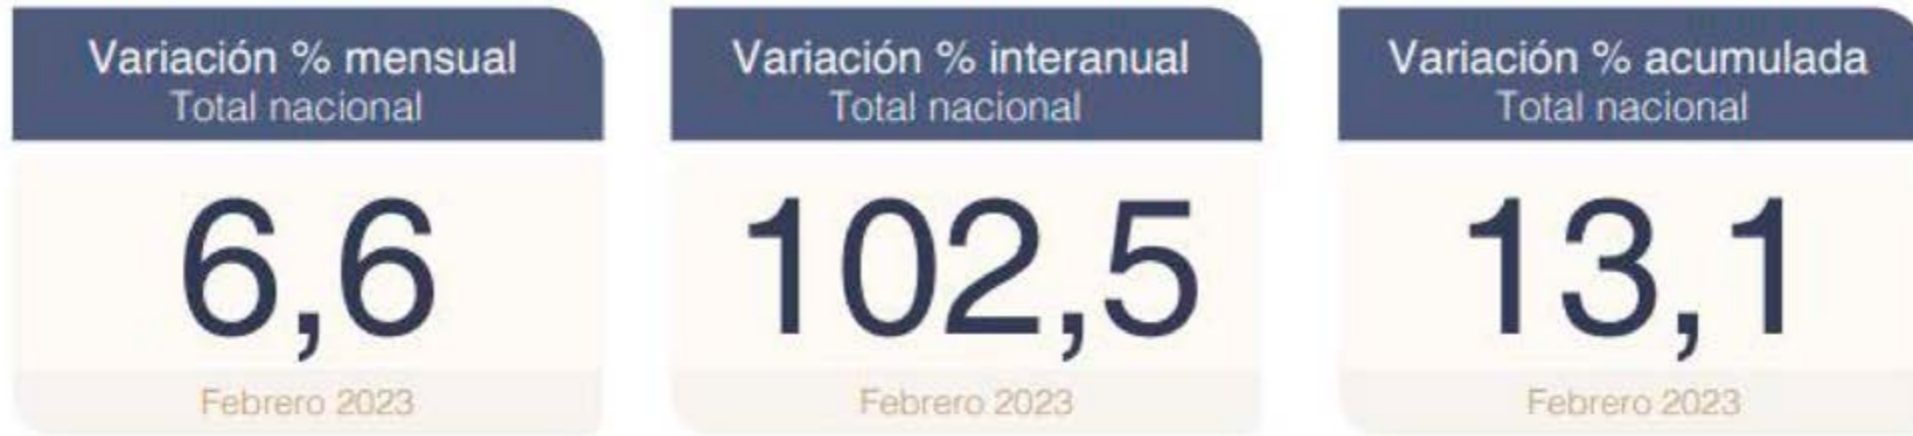 Variación % mensual
Total nacional
6,6
Febrero 2023
Variación % interanual
Total nacional
102,5
Febrero 2023
Variación % acumulada
Total nacional
13,1
Febrero 2023